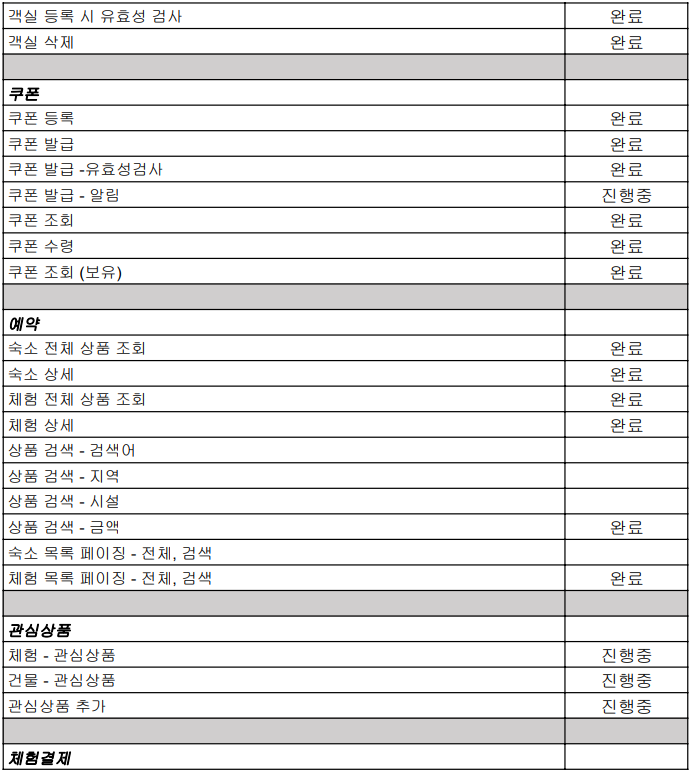 객실 등록 시 유효성 검사 완료
객실 삭제 완료
쿠폰
쿠폰 등록 완료
쿠폰 발급 완료
쿠폰 발급 -유효성검사 완료
쿠폰 발급 - 알림 진행중
쿠폰 조회 완료
쿠폰 수령 완료
쿠폰 조회 (보유) 완료
예약
숙소 전체 상품 조회 완료
숙소 상세 완료
체험 전체 상품 조회 완료
체험 상세 완료
상품 검색 - 검색어
상품 검색 - 지역
상품 검색 - 시설
상품 검색 - 금액 완료
숙소 목록 페이징 - 전체, 검색
체험 목록 페이징 - 전체, 검색 완료
관심상품
체험 - 관심상품 진행중
건물 - 관심상품 진행중
관심상품 추가 진행중
체험결제